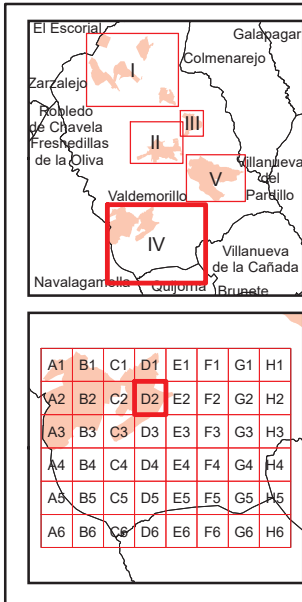 El Escorial
Galapagar
Colmenarejo
I
Zarzalejo
Robledo
de Chavela
III
Fresnedillas
de la Oliva
II
Villanueva
del
Pardillo
V
Valdemorillo
IV
Villanueva
de la Cañada
Navalagamella
Quijorna
Brunete
A1 B1 C1 D1 E1 F1 G1 H1
A2 B2 C2 D2 E2 F2 G2 H2
A3 B3 C3 D3 E3 F3 G3 H3
A4 B4 C4 D4 E4 F4 G4 H4
A5 B5 C5 D5 E5 F5 G5 H5
A6 B6 C6 D6 E6 F6 G6 H6